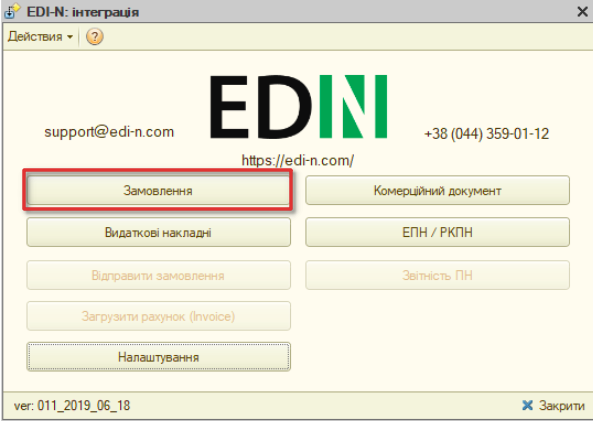 EDI-N: інтеграція
Действия
EDIN
support@edi-n.com
+38 (044) 359-01-12
https://edi-n.com/
Замовлення
Комерційний документ
Видаткові накладні
ЕПН / РКПН
Відправити замовлення
Звітність ПН
Загрузити рахунок (Invoice)
Налаштування
ver: 011_2019_06_18
Закрити